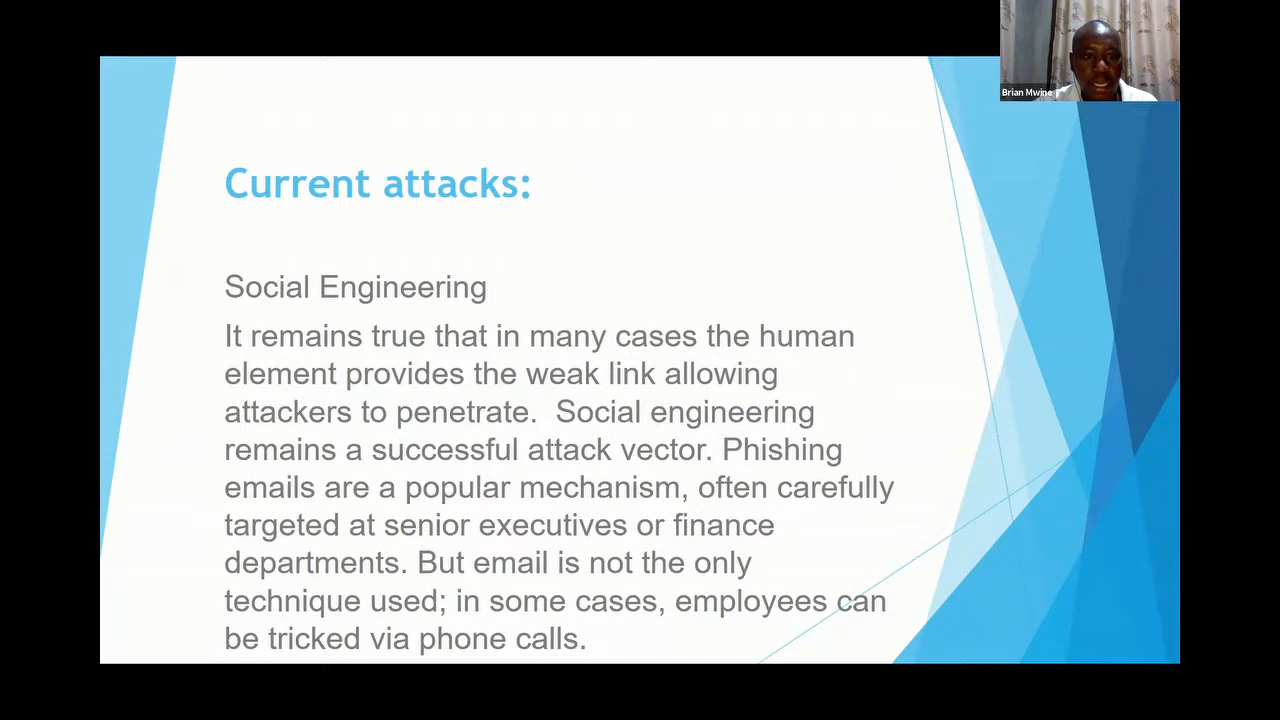 Brian Mwine
Current attacks:
Social Engineering
It remains true that in many cases the human
element provides the weak link allowing
attackers to penetrate.  Social engineering
remains a successful attack vector. Phishing
emails are a popular mechanism, often carefully
targeted at senior executives or finance
departments. But email is not the only
technique used; in some cases, employees can
be tricked via phone calls.